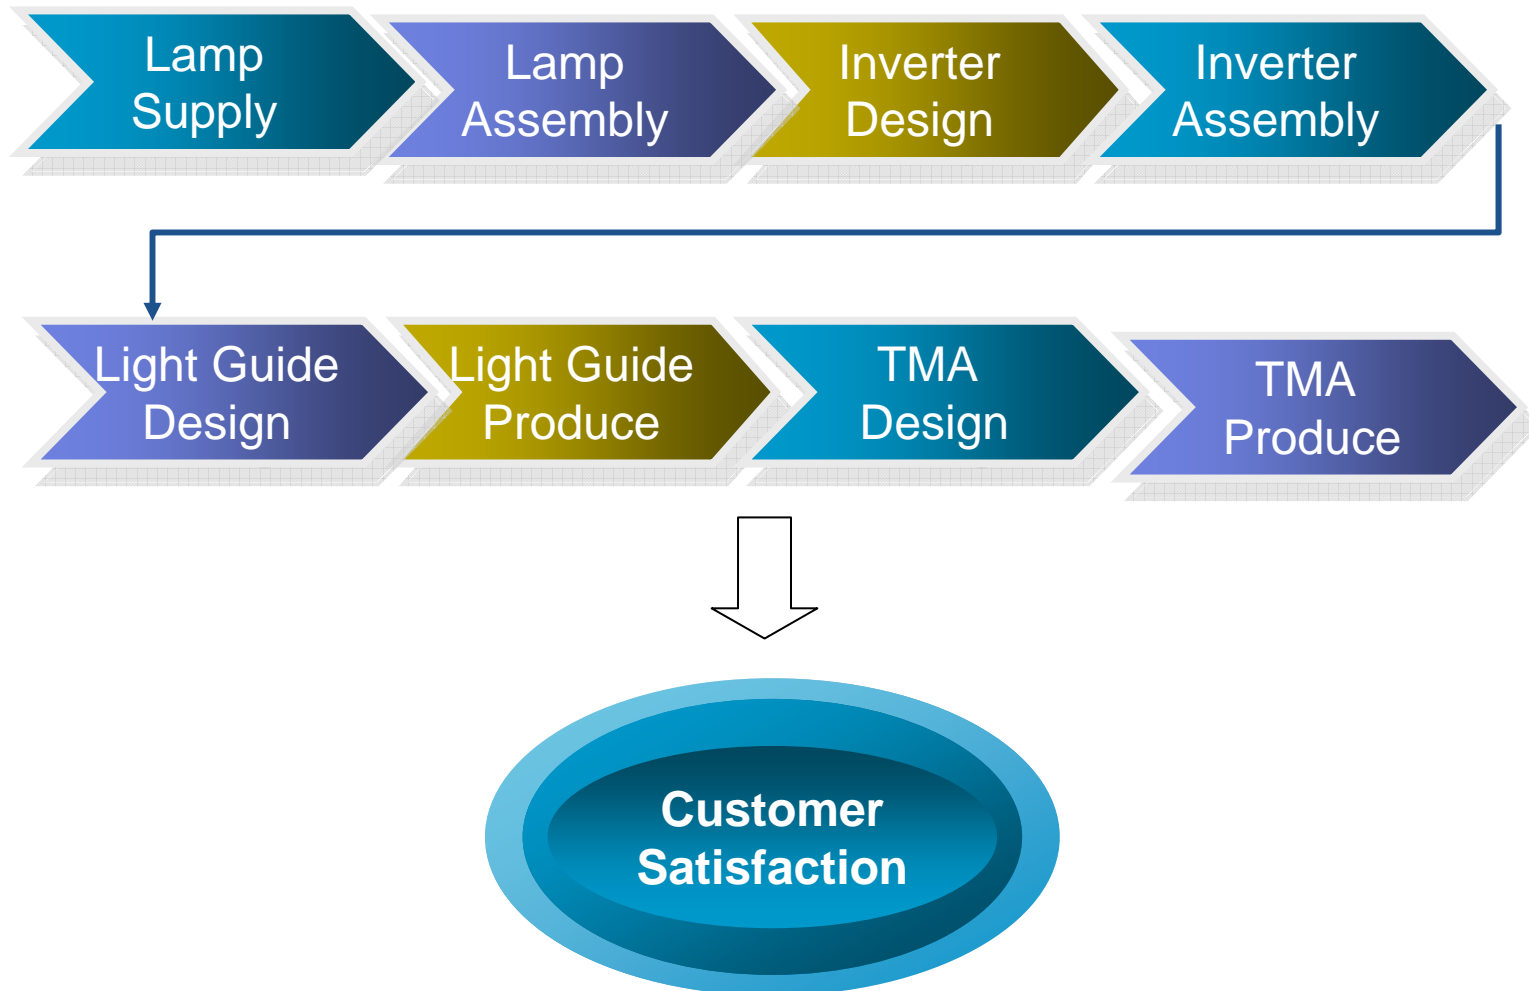 Lamp
Supply
Lamp
Assembly
Inverter
Design
Inverter
Assembly
Light Guide
Design
Light Guide
Produce
TMA
Design
TMA
Produce
Customer
Satisfaction